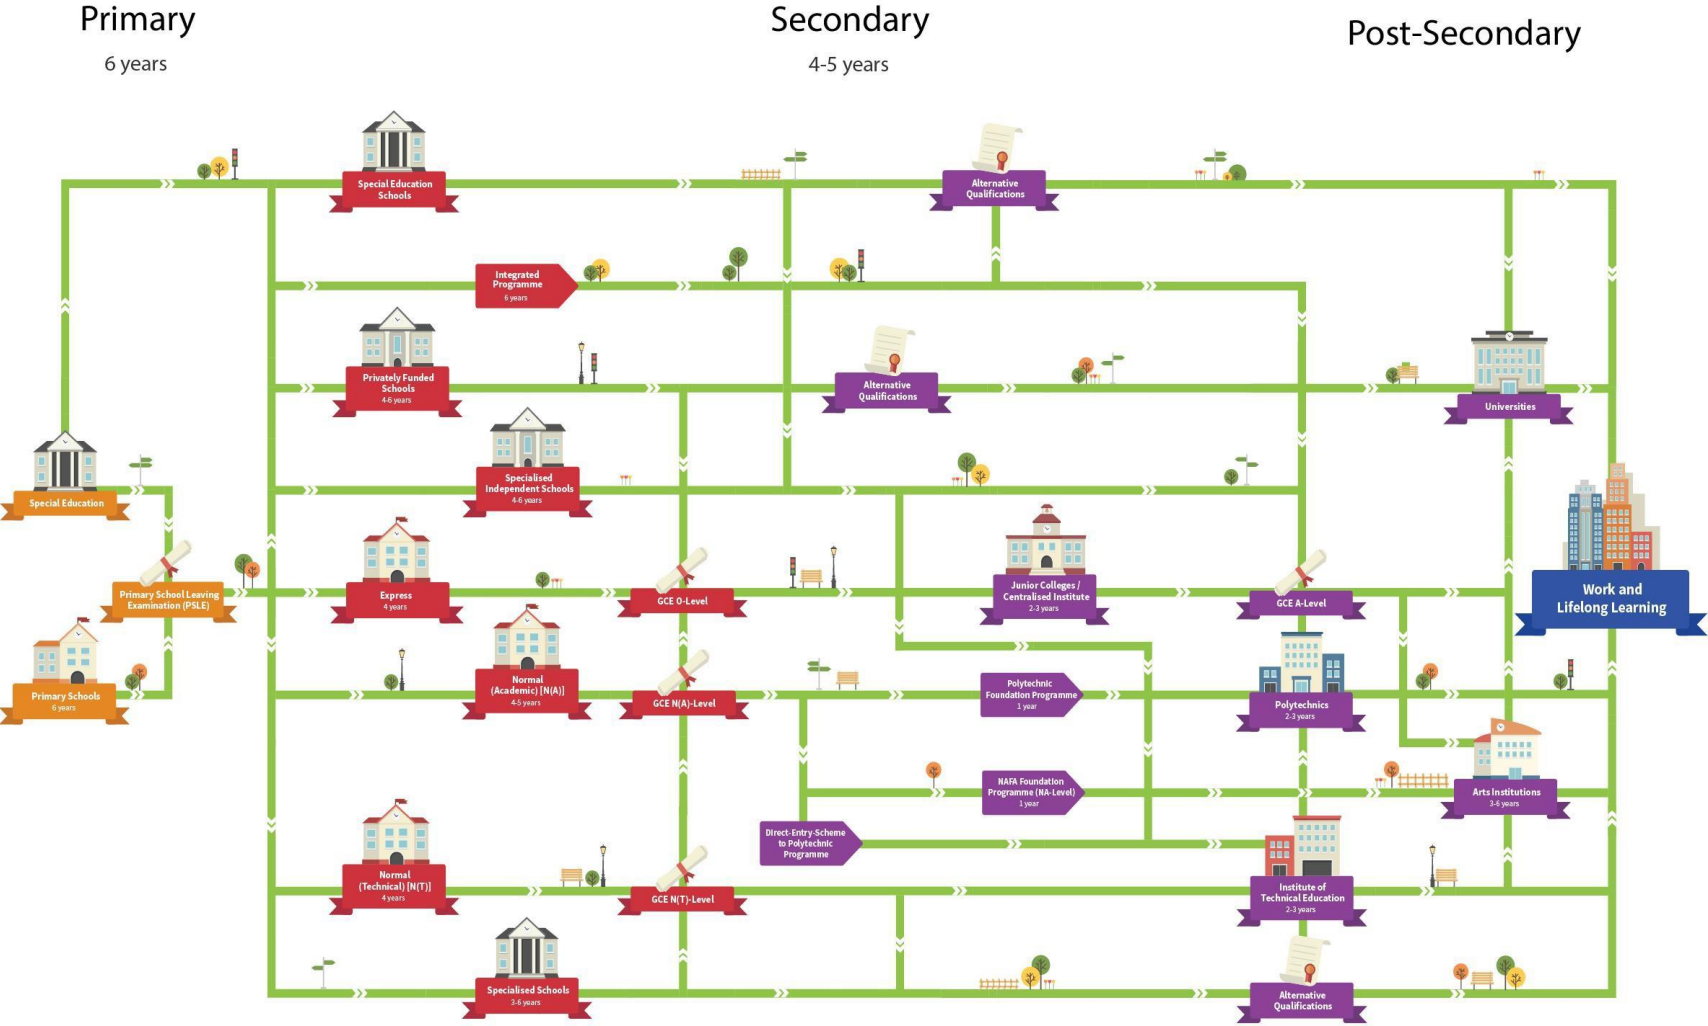 Primary
6 years
Secondary
4-5 years
Post-Secondary
Special Education
Schools
Alternative
Qualifications
Integrated
Programme
6 years
Privately Funded
Schools
4-6 years
Alternative
Qualifications
Universities
Special Education
Specialised
Independent Schools
4-6 years
Primary School Leaving
Examination (PSLE)
Express
4 years
GCE O-Level
Junior Colleges /
Centralised Institute
2-3 years
GCE A-Level
Work and
Lifelong Learning
Primary Schools
6 years
Normal
(Academic) [N(A)]
4-5 years
GCE N(A)-Level
Polytechnic
Foundation Programme
1 year
Polytechnics
2-3 years
NAFA Foundation
Programme (NA-Level)
1 year
Arts Institutions
3-6 years
Direct-Entry-Scheme
to Polytechnic
Programme
Normal
(Technical) [N(T)]
4 years
GCE N(T)-Level
Institute of
Technical Education
2-3 years
Specialised Schools
3-6 years
Alternative
Qualifications